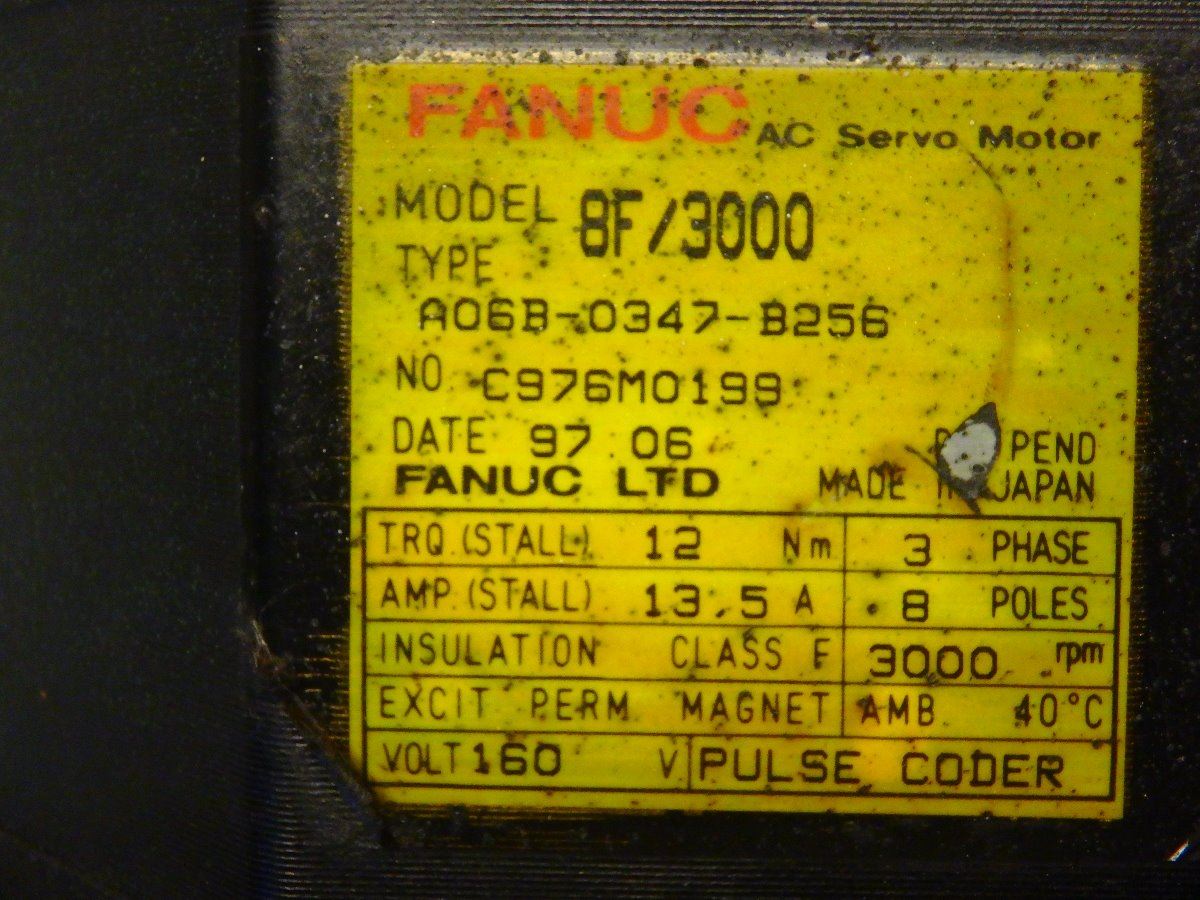 FANUC AC Servo Motor
MODEL 8F/3000
TYPE
A06B-0347-B256
NO. C976M0199
DATE 97.06
PEND
FANUC LTD MADE IN JAPAN
TRQ.(STALL) 12 Nm 3 PHASE
AMP.(STALL) 13.5 A 8 POLES
INSULATION CLASS F 3000 rpm
EXCIT PERM MAGNET AMB. 40°C
VOLT 160 V PULSE CODER